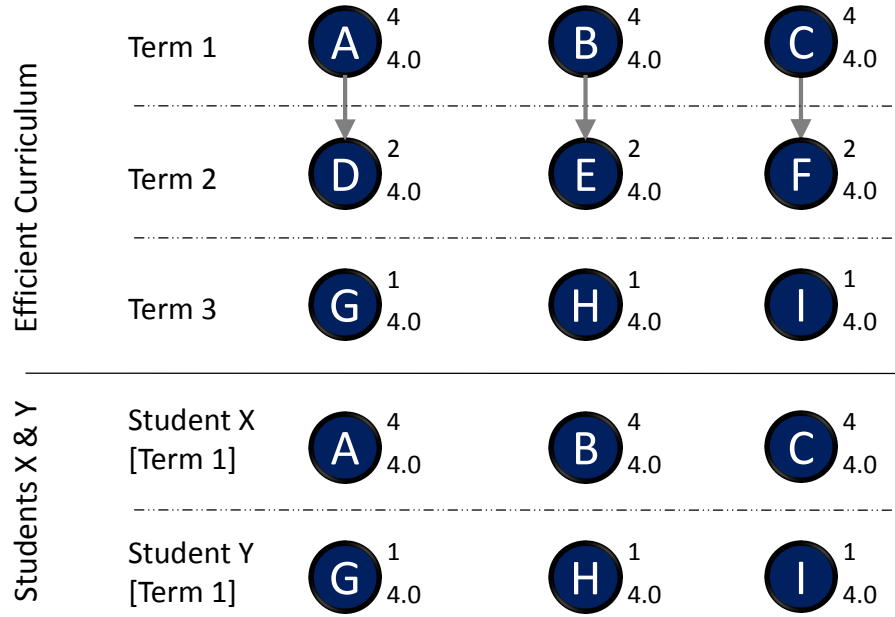 Efficient Curriculum
Term 1
A 4 4.0
B 4 4.0
C 4 4.0
Term 2
D 2 4.0
E 2 4.0
F 2 4.0
Term 3
G 1 4.0
H 1 4.0
I 1 4.0
Students X & Y
Student X
[Term 1]
A 4 4.0
B 4 4.0
C 4 4.0
Student Y
[Term 1]
G 1 4.0
H 1 4.0
I 1 4.0